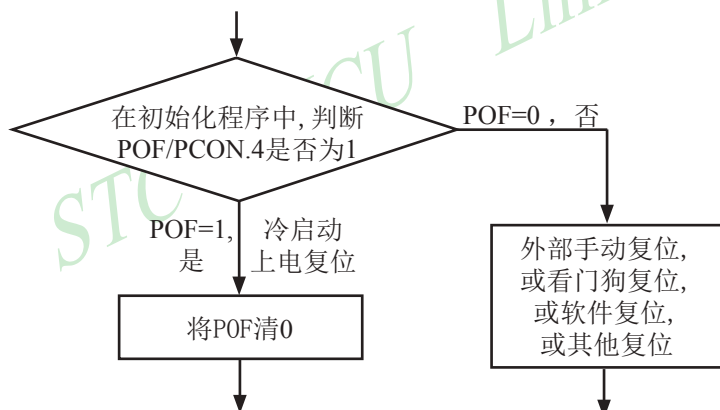 在初始化程序中,判断
POF/PCON.4是否为1
POF=0 ，否
POF=1,
是
冷启动
上电复位
将POF清0
外部手动复位,
或看门狗复位,
或软件复位,
或其他复位
STC MCU Lim